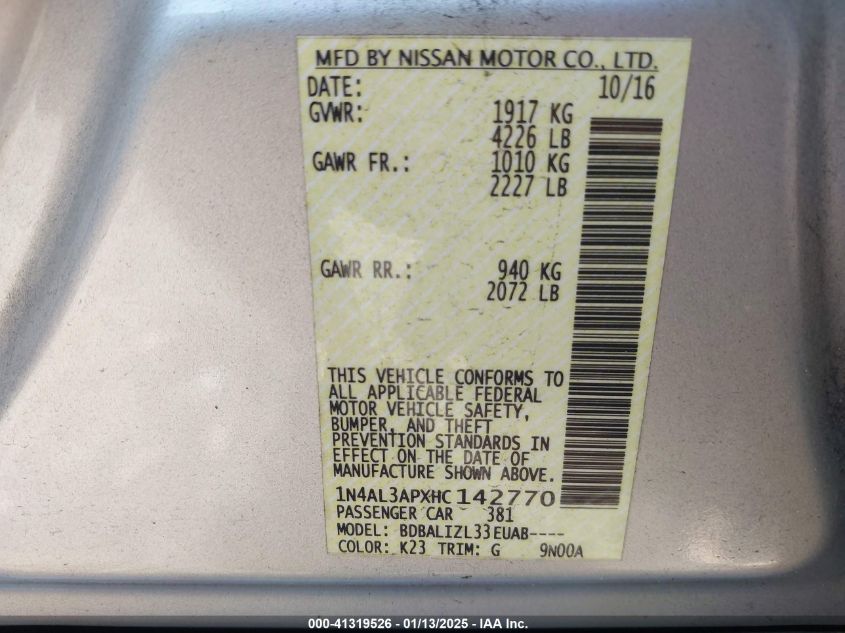 MFD BY NISSAN MOTOR CO., LTD.
DATE: 10/16
GVWR: 1917 KG
4226 LB
GAWR FR.: 1010 KG
2227 LB
GAWR RR.: 940 KG
2072 LB
THIS VEHICLE CONFORMS TO
ALL APPLICABLE FEDERAL
MOTOR VEHICLE SAFETY,
BUMPER, AND THEFT
PREVENTION STANDARDS IN
EFFECT ON THE DATE OF
MANUFACTURE SHOWN ABOVE.
1N4AL3APXHC142770
PASSENGER CAR 381
MODEL: BDBALIZL33EUAB----
COLOR: K23 TRIM: G 9N00A
000-41319526 - 01/13/2025 - IAA Inc.